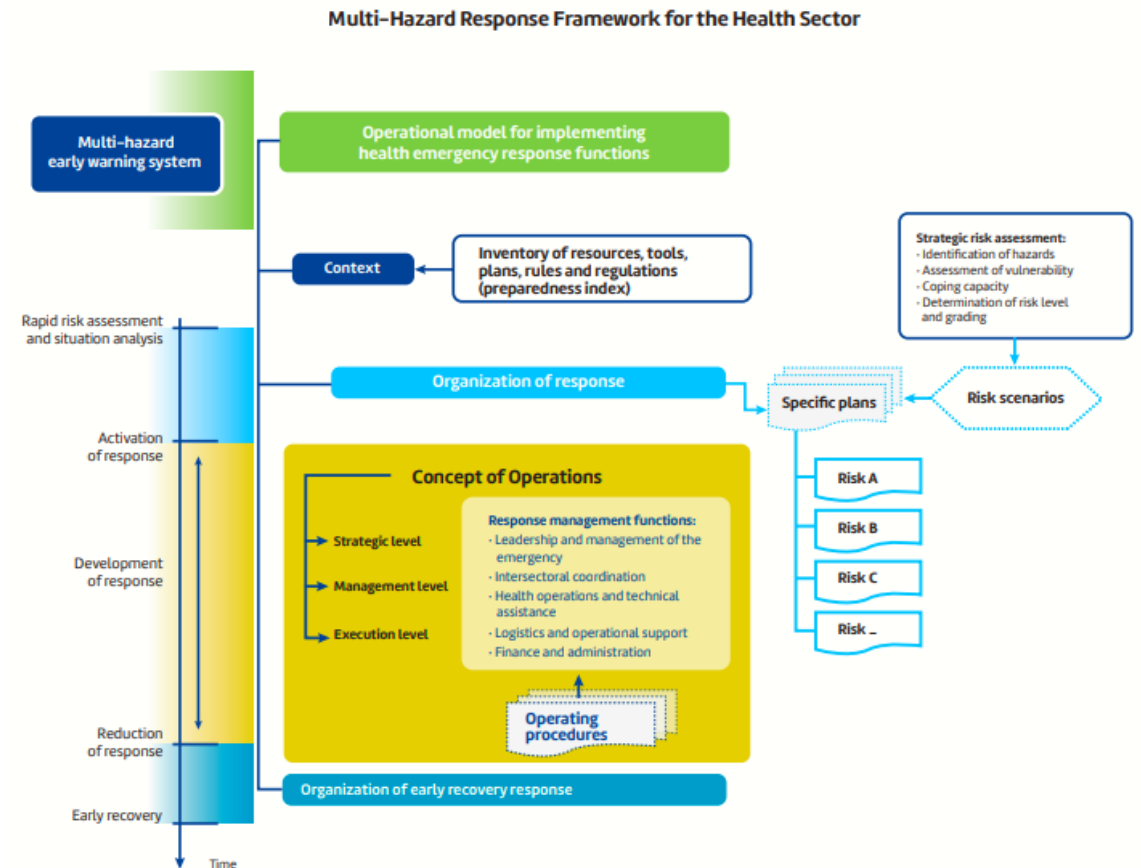 Multi-Hazard Response Framework for the Health Sector
Multi-hazard
early warning system
Operational model for implementing
health emergency response functions
Context
Inventory of resources, tools,
plans, rules and regulations
(preparedness index)
Strategic risk assessment:
· Identification of hazards
· Assessment of vulnerability
· Coping capacity
· Determination of risk level
and grading
Rapid risk assessment
and situation analysis
Organization of response
Specific plans
Risk scenarios
Activation
of response
Concept of Operations
Strategic level
Management level
Execution level
Response management functions:
· Leadership and management of the
emergency
· Intersectoral coordination
· Health operations and technical
assistance
· Logistics and operational support
· Finance and administration
Operating
procedures
Risk A
Risk B
Risk C
Risk _
Development
of response
Reduction
of response
Organization of early recovery response
Early recovery
Time